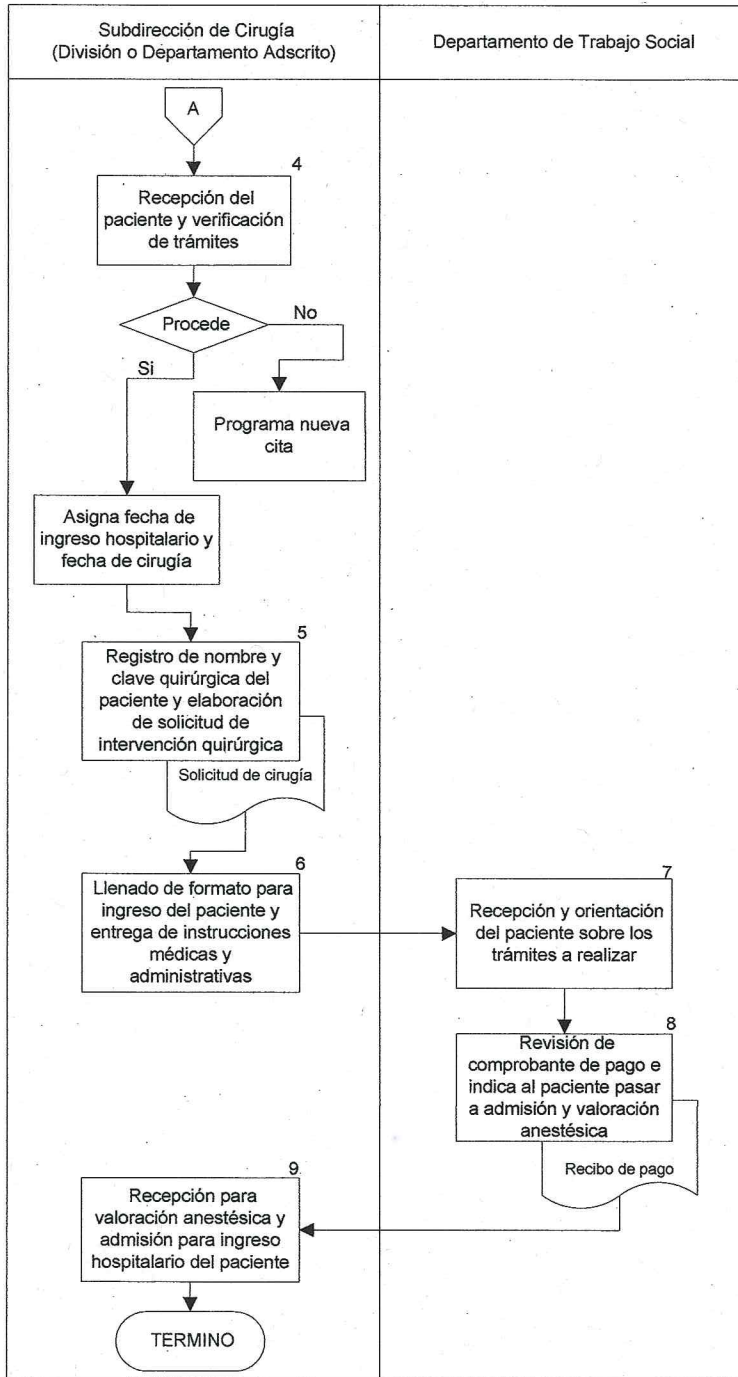 Subdirección de Cirugía
(División o Departamento Adscrito)
Departamento de Trabajo Social
A
4
Recepción del
paciente y verificación
de trámites
Procede
No
Si
Programa nueva
cita
Asigna fecha de
ingreso hospitalario y
fecha de cirugía
5
Registro de nombre y
clave quirúrgica del
paciente y elaboración
de solicitud de
intervención quirúrgica
Solicitud de cirugía
6
Llenado de formato para
ingreso del paciente y
entrega de instrucciones
médicas y
administrativas
7
Recepción y orientación
del paciente sobre los
trámites a realizar
8
Revisión de
comprobante de pago e
indica al paciente pasar
a admisión y valoración
anestésica
Recibo de pago
9
Recepción para
valoración anestésica y
admisión para ingreso
hospitalario del paciente
TERMINO